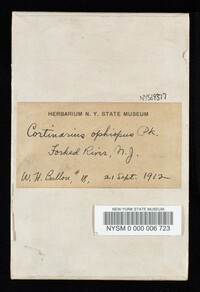 NYSf9577
HERBARIUM N. Y. STATE MUSEUM
Cortinarius ophiopus Pk.
Forked River, N. J.
W. H. Ballou, # 18, 21 Sept. 1912
NEW YORK STATE MUSEUM
NYSM 0 000 006 723